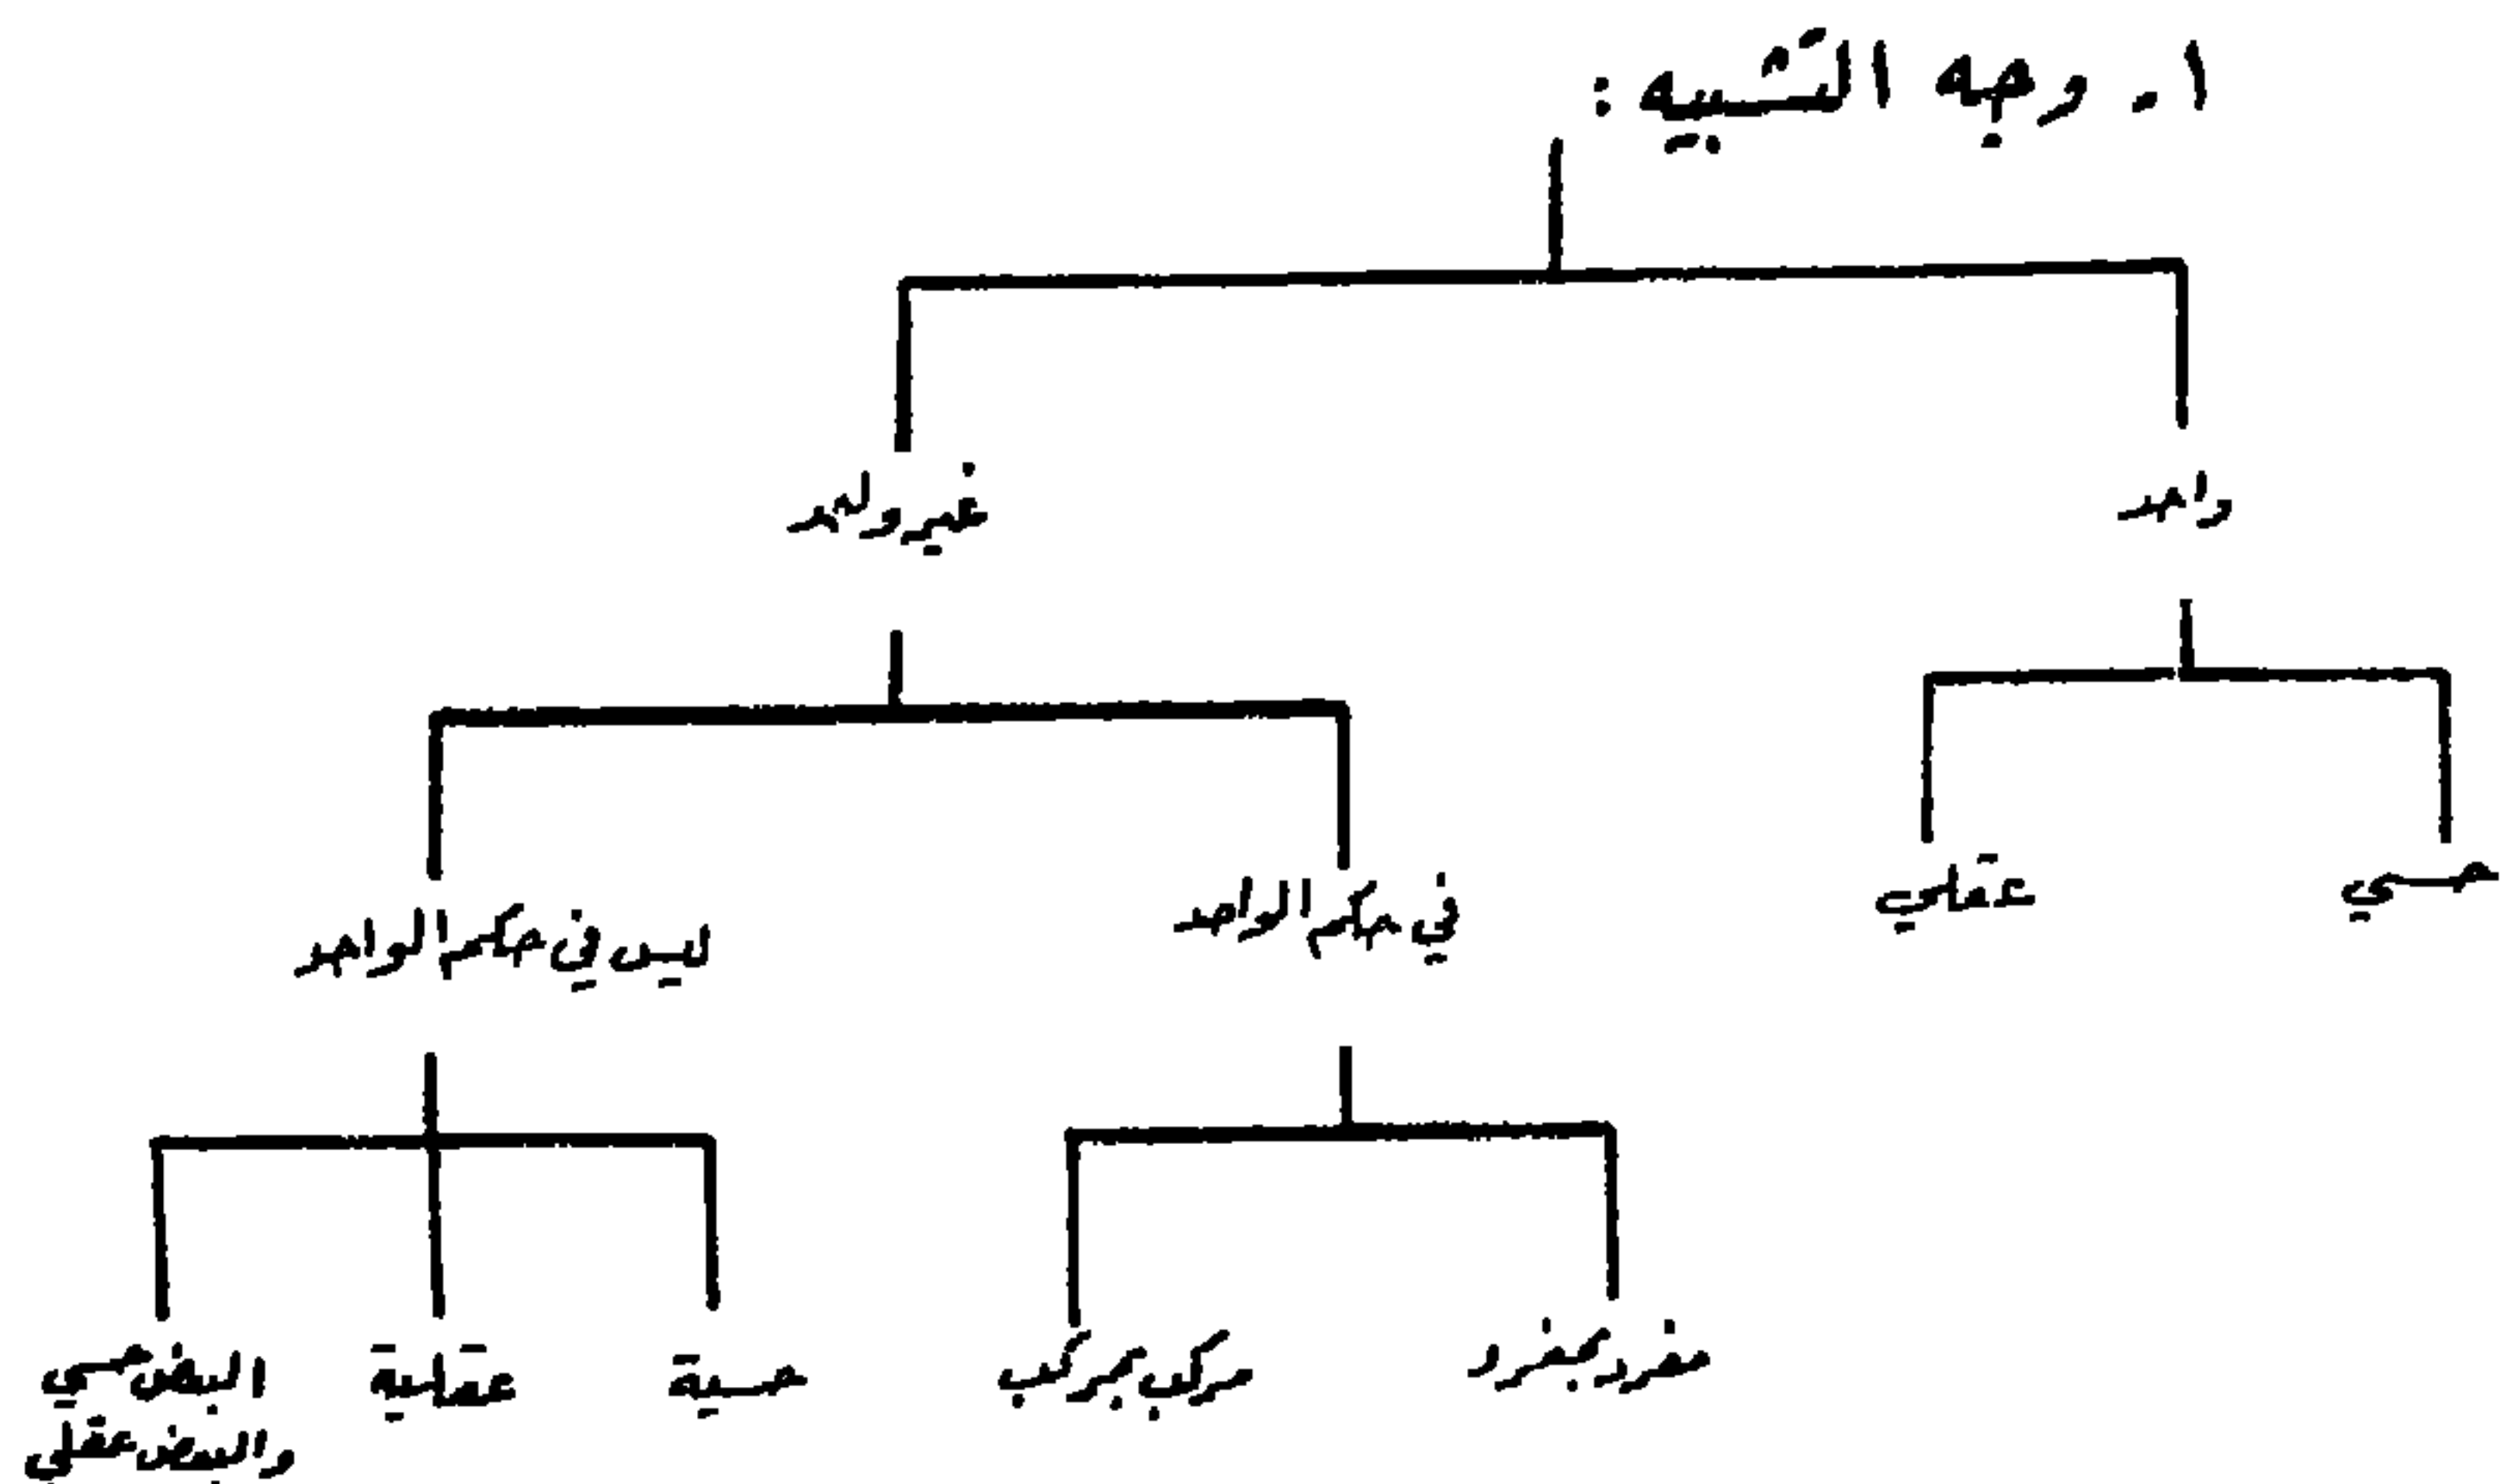 ١ـ وجه التشبيه :
واحد
غير واحد
حسي
عقلي
في حكم الواحد
ليس في حكم الواحد
مفرد بمفرد
مركب بمركب
حسية
عقلية
البعض حسي
والبعض عقلي